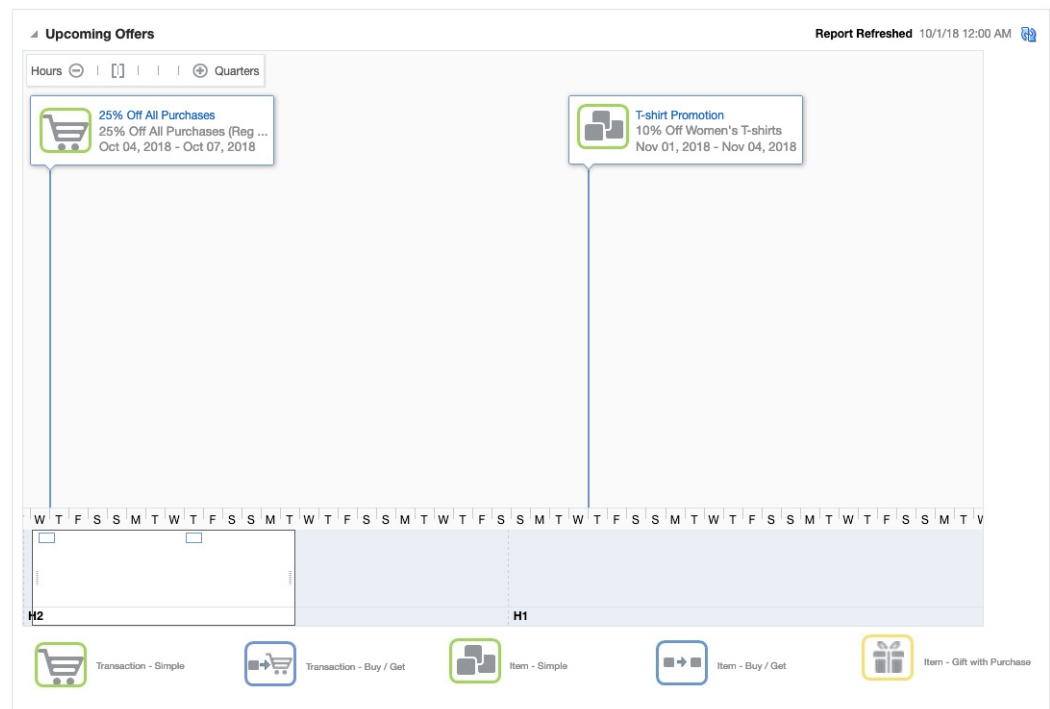 Upcoming Offers
Report Refreshed 10/1/18 12:00 AM
Hours Quarters
25% Off All Purchases
25% Off All Purchases (Reg ...
Oct 04, 2018 - Oct 07, 2018
T-shirt Promotion
10% Off Women's T-shirts
Nov 01, 2018 - Nov 04, 2018
W T F S S M T W T F S S M T W T F S S M T W T F S S M T W T F S S M T W T F S S M T W T F S S M T W
H2 H1
Transaction - Simple
Transaction - Buy / Get
Item - Simple
Item - Buy / Get
Item - Gift with Purchase